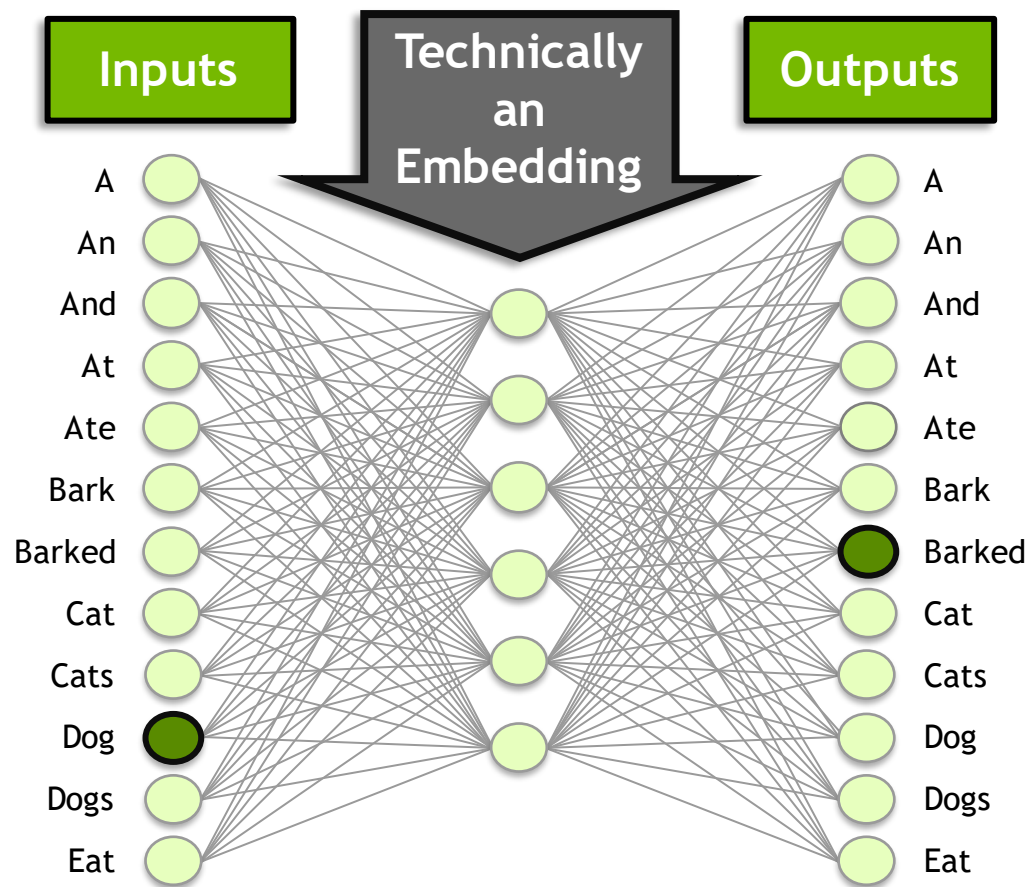 Inputs
Technically
an
Embedding
Outputs
A
An
And
At
Ate
Bark
Barked
Cat
Cats
Dog
Dogs
Eat
A
An
And
At
Ate
Bark
Barked
Cat
Cats
Dog
Dogs
Eat